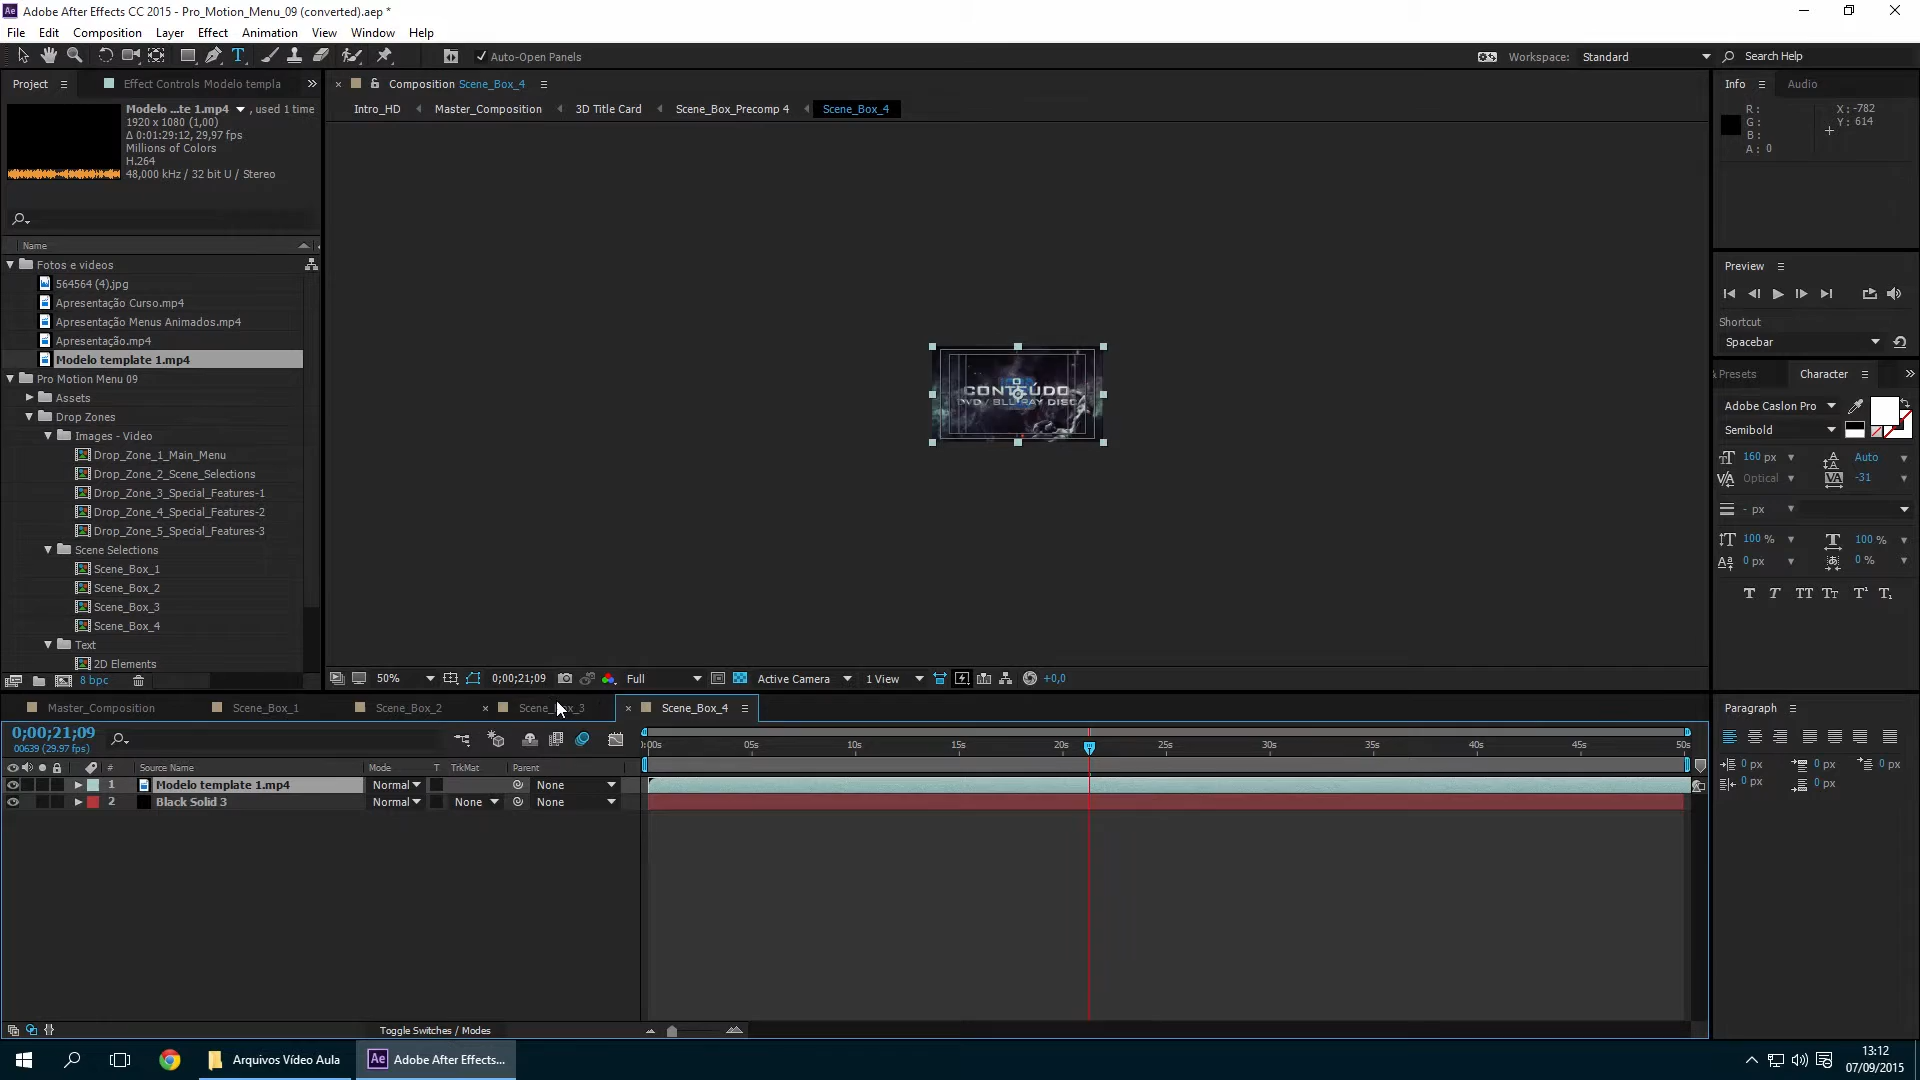 Adobe After Effects CC 2015 - Pro_Motion_Menu_09 (converted).aep *
File Edit Composition Layer Effect Animation View Window Help
Auto-Open Panels
Workspace: Standard
Search Help
Project
Effect Controls Modelo templa
Modelo ...te 1.mp4 , used 1 time
1920 x 1080 (1,00)
Δ 0:01:29:12, 29,97 fps
Millions of Colors
H.264
48,000 kHz / 32 bit U / Stereo
Name
Fotos e videos
564564 (4).jpg
Apresentação Curso.mp4
Apresentação Menus Animados.mp4
Apresentação.mp4
Modelo template 1.mp4
Pro Motion Menu 09
Assets
Drop Zones
Images - Video
Drop_Zone_1_Main_Menu
Drop_Zone_2_Scene_Selections
Drop_Zone_3_Special_Features-1
Drop_Zone_4_Special_Features-2
Drop_Zone_5_Special_Features-3
Scene Selections
Scene_Box_1
Scene_Box_2
Scene_Box_3
Scene_Box_4
Text
2D Elements
8 bpc
Composition Scene_Box_4
Intro_HD Master_Composition 3D Title Card Scene_Box_Precomp 4 Scene_Box_4
CONTEÚDO
DVD / BLU-RAY DISC
50% 0;00;21;09 Full Active Camera 1 View +0,0
Info Audio
R: X: -782
G: Y: 614
B:
A: 0
Preview
Shortcut
Spacebar
Presets Character
Adobe Caslon Pro
Semibold
160 px Auto
Optical -31
- px
100 % 100 %
0 px 0 %
T T TT Tт T¹ T₁
Master_Composition Scene_Box_1 Scene_Box_2 Scene_Box_4
0;00;21;09
00639 (29.97 fps)
# Source Name Mode T TrkMat Parent
1 Modelo template 1.mp4 Normal None
2 Black Solid 3 Normal None None
05s 10s 15s 20s 25s 30s 35s 40s 45s 50s
Toggle Switches / Modes
Paragraph
0 px 0 px 0 px
0 px 0 px
Arquivos Vídeo Aula
Adobe After Effects...
13:12
07/09/2015